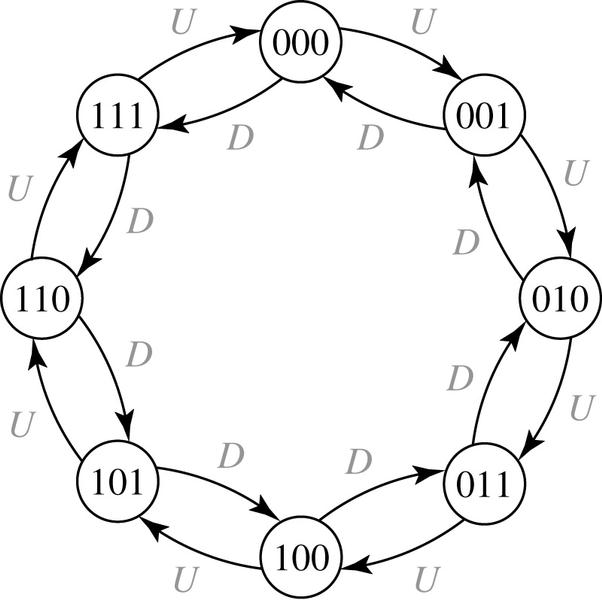 U 000 U
111 D D 001
U D D U
110 010
U D D U
101 D D 011
U 100 U